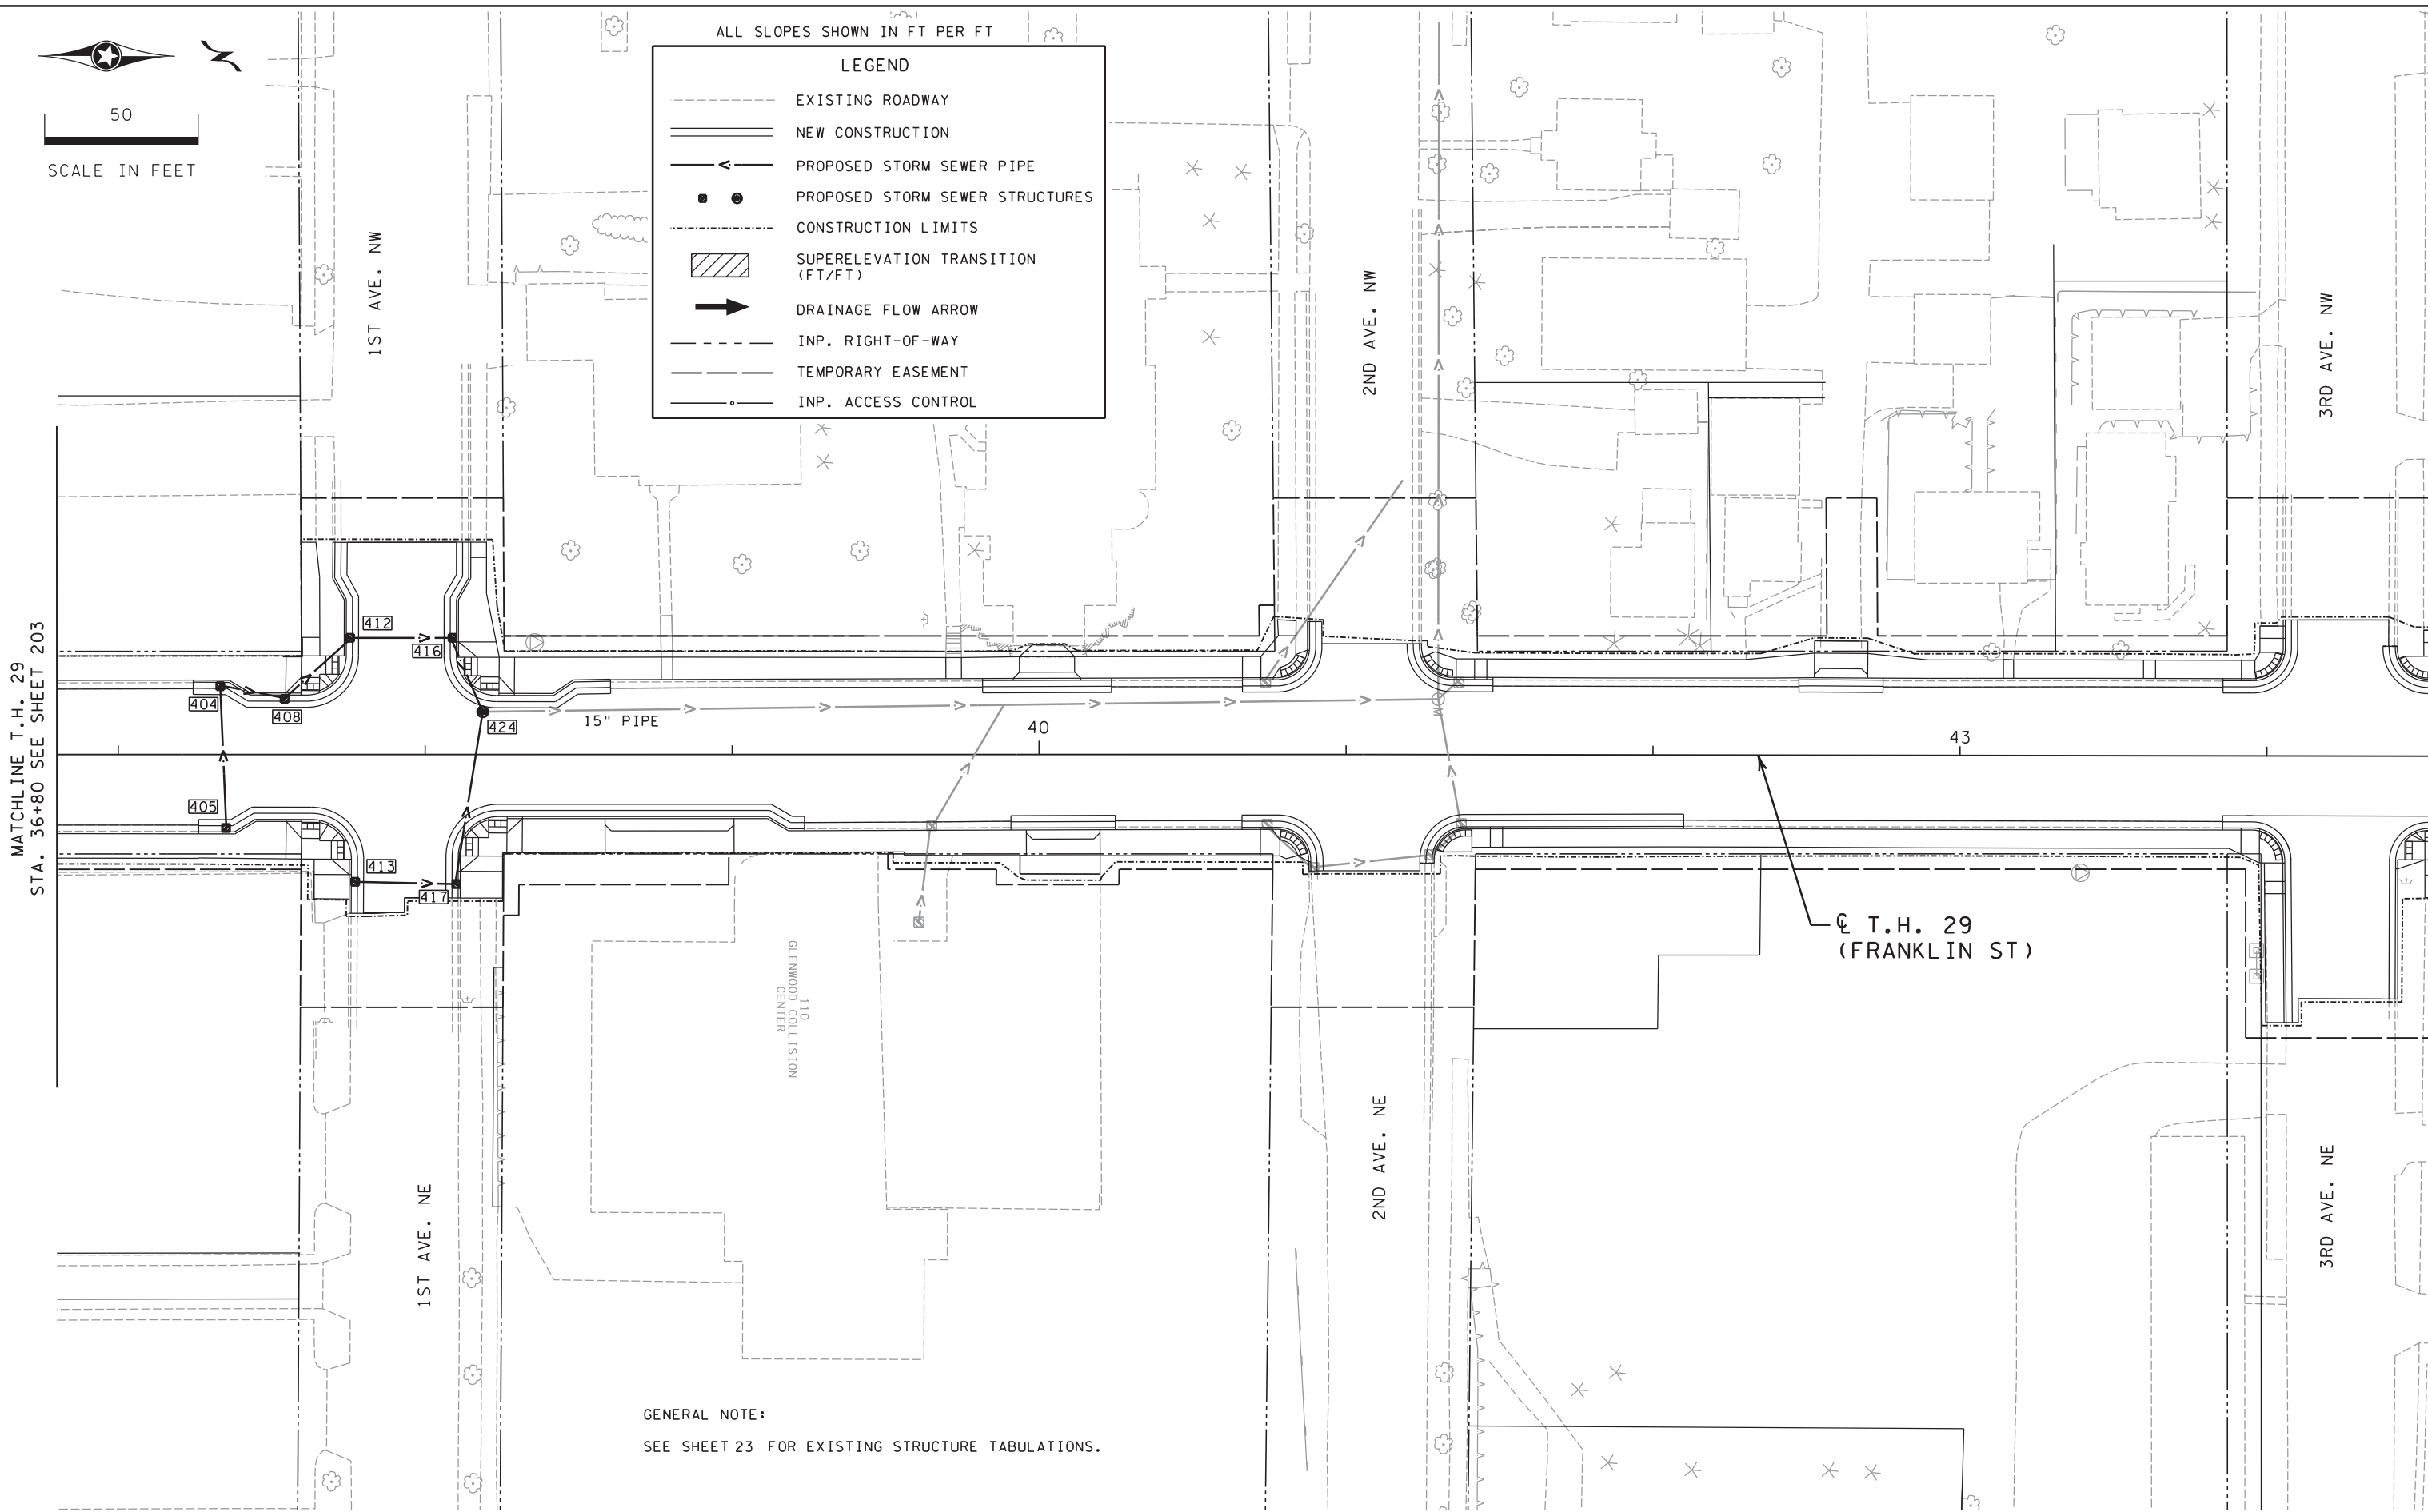 ALL SLOPES SHOWN IN FT PER FT
LEGEND
EXISTING ROADWAY
NEW CONSTRUCTION
PROPOSED STORM SEWER PIPE
PROPOSED STORM SEWER STRUCTURES
CONSTRUCTION LIMITS
SUPERELEVATION TRANSITION
(FT/FT)
DRAINAGE FLOW ARROW
INP. RIGHT-OF-WAY
TEMPORARY EASEMENT
INP. ACCESS CONTROL
50
SCALE IN FEET
1ST AVE. NW
2ND AVE. NW
3RD AVE. NW
MATCHLINE T.H. 29
STA. 36+80 SEE SHEET 203
412
416
404
408
424
15" PIPE
M
40
43
405
413
417
℄ T.H. 29
(FRANKLIN ST)
110
GLENWOOD COLLISION
CENTER
1ST AVE. NE
2ND AVE. NE
3RD AVE. NE
GENERAL NOTE:
SEE SHEET 23 FOR EXISTING STRUCTURE TABULATIONS.